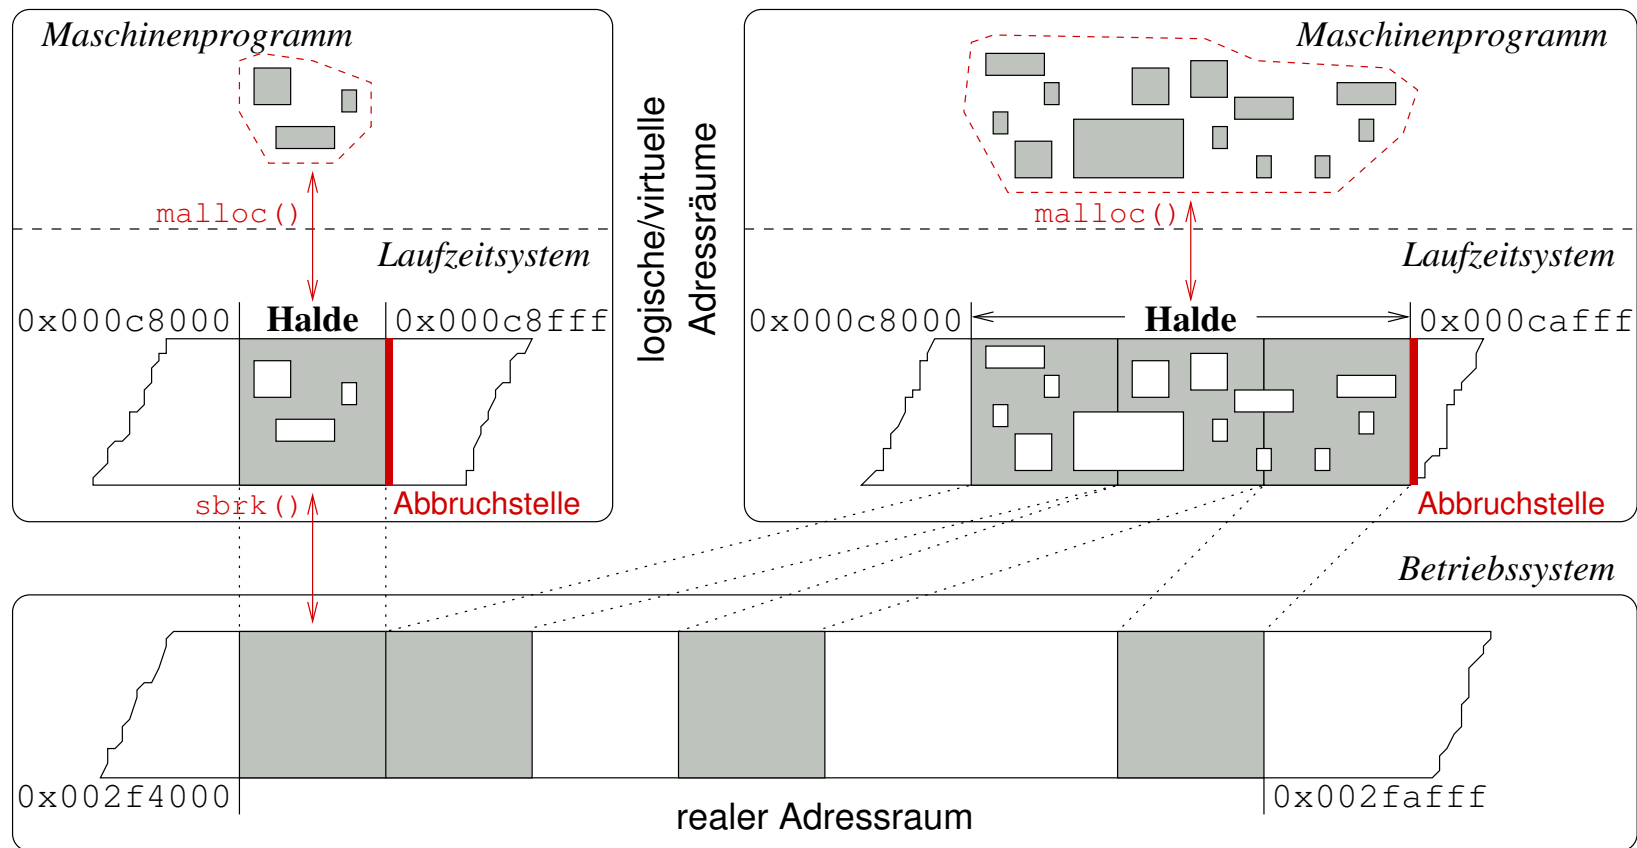 Maschinenprogramm
malloc()
Laufzeitsystem
0x000c8000
Halde
0x000c8fff
sbrk()
Abbruchstelle
logische/virtuelle
Adressräume
Maschinenprogramm
malloc()
Laufzeitsystem
0x000c8000
Halde
0x000cafff
Abbruchstelle
Betriebssystem
0x002f4000
realer Adressraum
0x002fafff